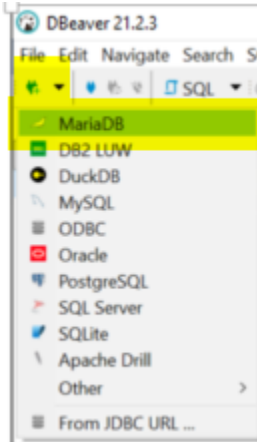 DBeaver 21.2.3
File Edit Navigate Search
SQL
MariaDB
DB2 LUW
DuckDB
MySQL
ODBC
Oracle
PostgreSQL
SQL Server
SQLite
Apache Drill
Other
From JDBC URL ...